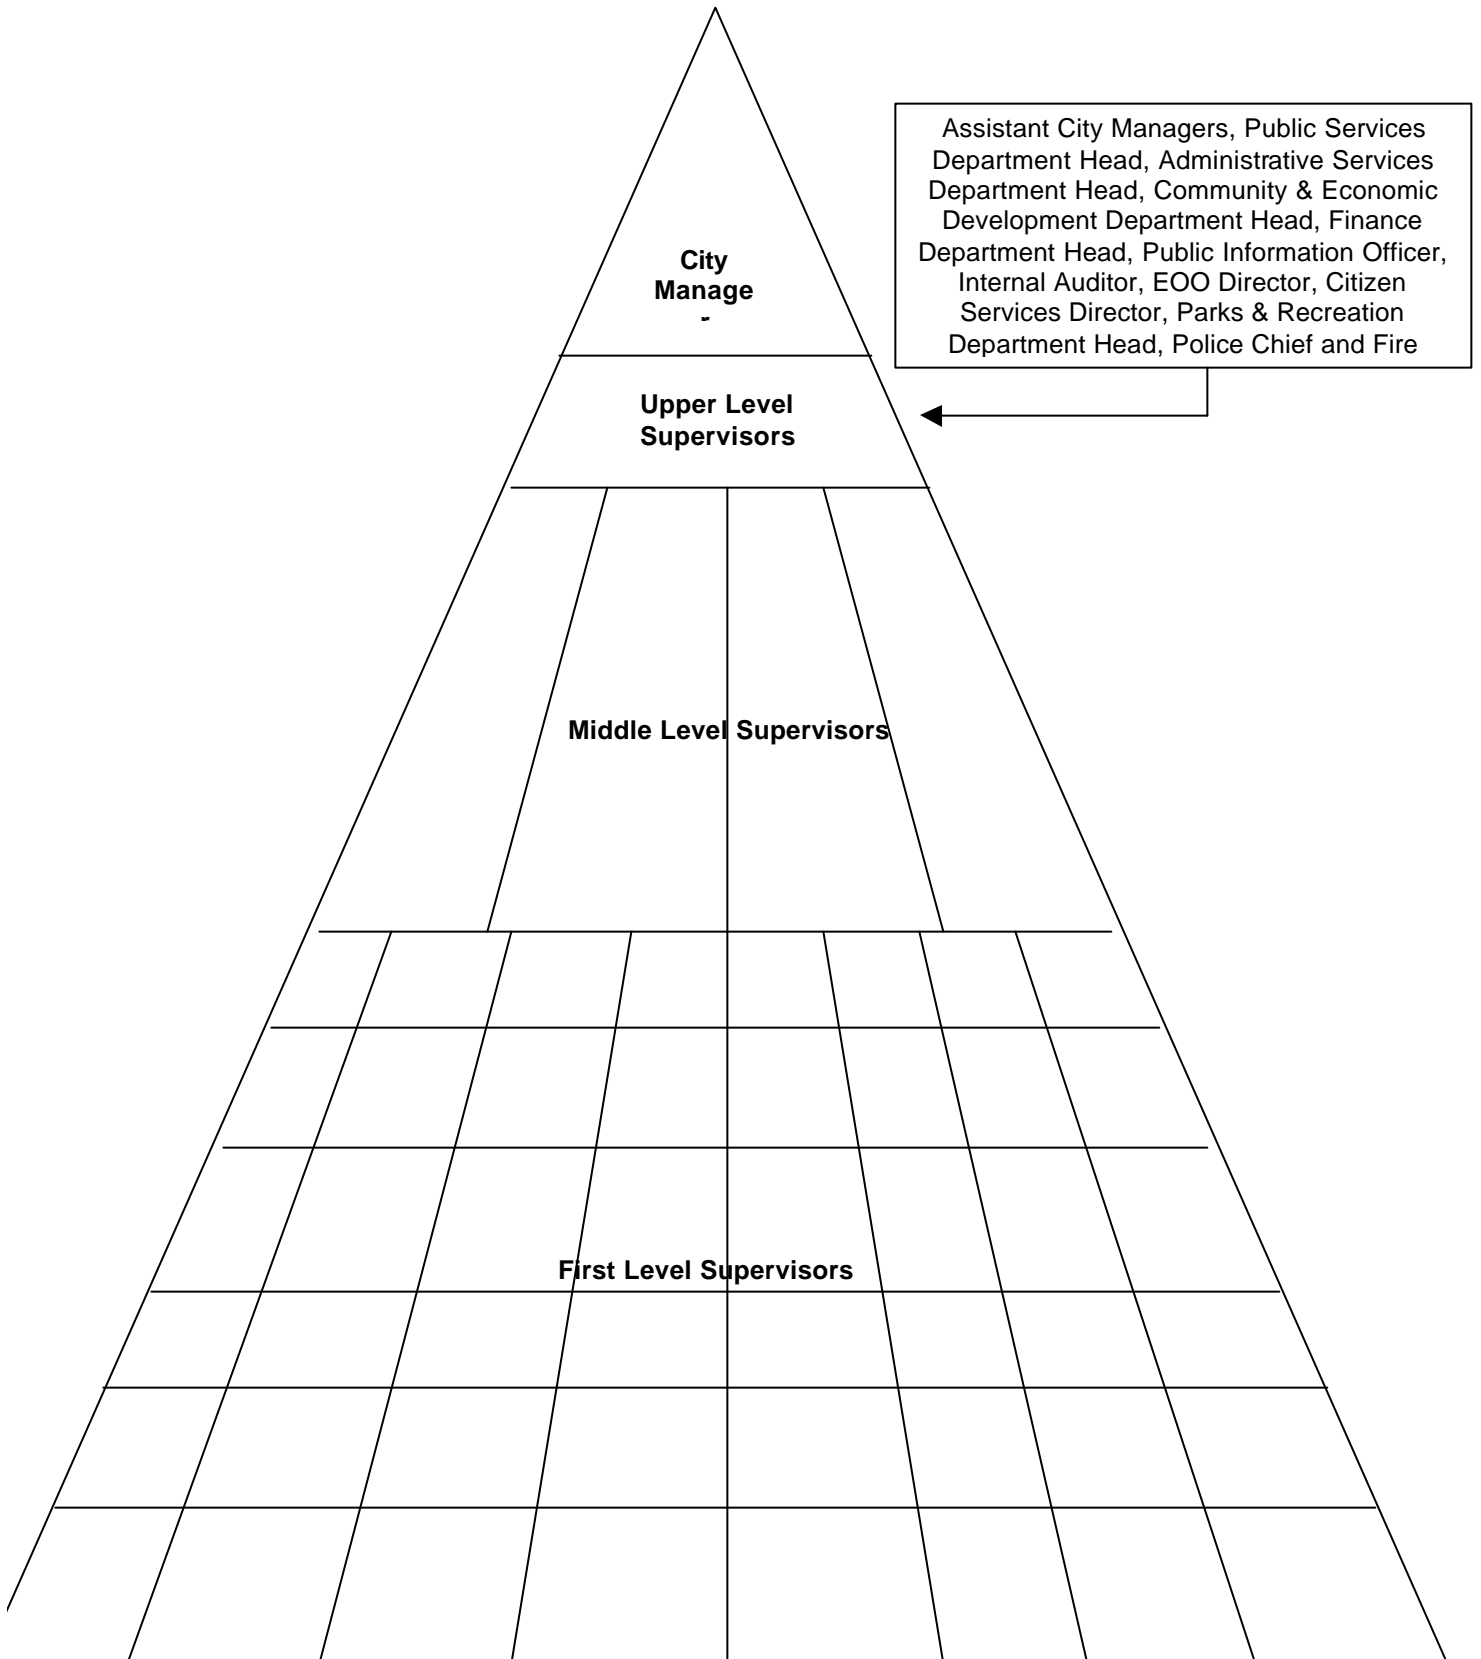 Assistant City Managers, Public Services
Department Head, Administrative Services
Department Head, Community & Economic
Development Department Head, Finance
Department Head, Public Information Officer,
Internal Auditor, EOO Director, Citizen
Services Director, Parks & Recreation
Department Head, Police Chief and Fire
City
Manage
r
Upper Level
Supervisors
Middle Level Supervisors
First Level Supervisors